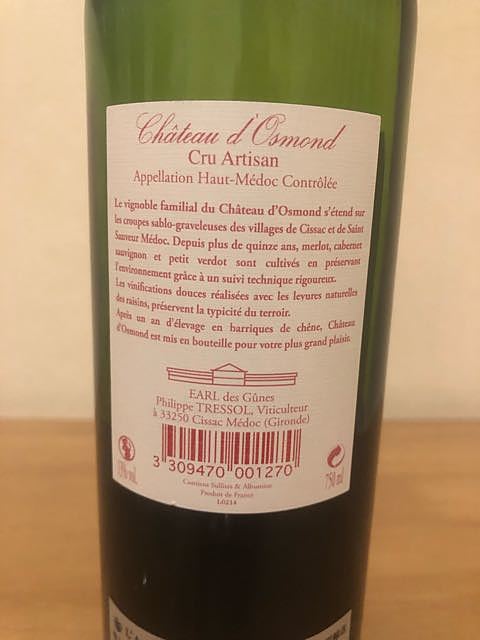 Château d'Osmond
Cru Artisan
Appellation Haut-Médoc Contrôlée
Le vignoble familial du Château d'Osmond s'étend sur
les croupes sablo-graveleuses des villages de Cissac et de Saint
Sauveur Médoc. Depuis plus de quinze ans, merlot, cabernet
sauvignon et petit verdot sont cultivés en préservant
l'environnement grâce à un suivi technique rigoureux.
Les vinifications douces réalisées avec les levures naturelles
des raisins, préservent la typicité du terroir.
Après un an d'élevage en barriques de chêne, Château
d'Osmond est mis en bouteille pour votre plus grand plaisir.
EARL des Gûnes
Philippe TRESSOL, Viticulteur
à 33250 Cissac Médoc (Gironde)
3 309470 001270
750 ml
Contains Sulfites & Albumine
Produit de France
L0214